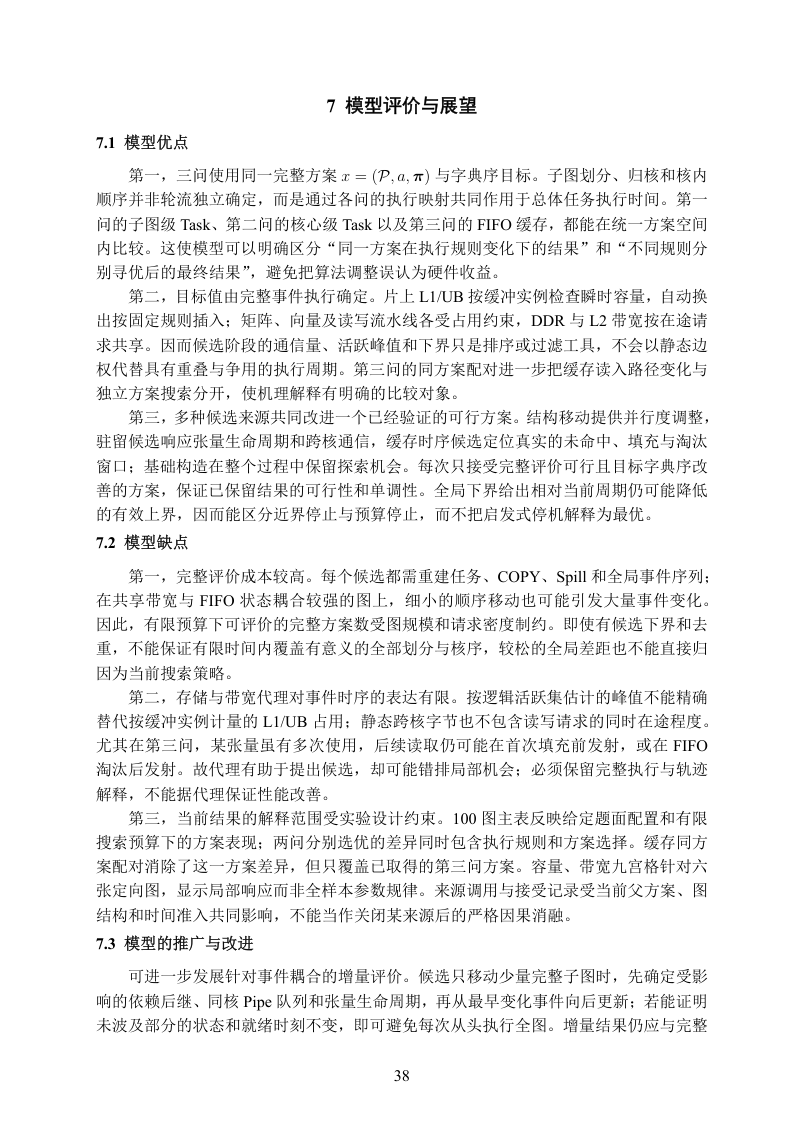 7 模型评价与展望
7.1 模型优点
第一，三问使用同一完整方案 x = (P, a, π) 与字典序目标。子图划分、归核和核内
顺序并非轮流独立确定，而是通过各问的执行映射共同作用于总体任务执行时间。第一
问的子图级 Task、第二问的核心级 Task 以及第三问的 FIFO 缓存，都能在统一方案空间
内比较。这使模型可以明确区分“同一方案在执行规则变化下的结果”和“不同规则分
别寻优后的最终结果”，避免把算法调整误认为硬件收益。
第二，目标值由完整事件执行确定。片上 L1/UB 按缓冲实例检查瞬时容量，自动换
出按固定规则插入；矩阵、向量及读写流水线各受占用约束，DDR 与 L2 带宽按在途请
求共享。因而候选阶段的通信量、活跃峰值和下界只是排序或过滤工具，不会以静态边
权代替具有重叠与争用的执行周期。第三问的同方案配对进一步把缓存读入路径变化与
独立方案搜索分开，使机理解释有明确的比较对象。
第三，多种候选来源共同改进一个已经验证的可行方案。结构移动提供并行度调整，
驻留候选响应张量生命周期和跨核通信，缓存时序候选定位真实的未命中、填充与淘汰
窗口；基础构造在整个过程中保留探索机会。每次只接受完整评价可行且目标字典序改
善的方案，保证已保留结果的可行性和单调性。全局下界给出相对当前周期仍可能降低
的有效上界，因而能区分近界停止与预算停止，而不把启发式停机解释为最优。
7.2 模型缺点
第一，完整评价成本较高。每个候选都需重建任务、COPY、Spill 和全局事件序列；
在共享带宽与 FIFO 状态耦合较强的图上，细小的顺序移动也可能引发大量事件变化。
因此，有限预算下可评价的完整方案数受图规模和请求密度制约。即使有候选下界和去
重，不能保证有限时间内覆盖有意义的全部划分与核序，较松的全局差距也不能直接归
因为当前搜索策略。
第二，存储与带宽代理对事件时序的表达有限。按逻辑活跃集估计的峰值不能精确
替代按缓冲实例计量的 L1/UB 占用；静态跨核字节也不包含读写请求的同时在途程度。
尤其在第三问，某张量虽有多次使用，后续读取仍可能在首次填充前发射，或在 FIFO
淘汰后发射。故代理有助于提出候选，却可能错排局部机会；必须保留完整执行与轨迹
解释，不能据代理保证性能改善。
第三，当前结果的解释范围受实验设计约束。100 图主表反映给定题面配置和有限
搜索预算下的方案表现；两问分别选优的差异同时包含执行规则和方案选择。缓存同方
案配对消除了这一方案差异，但只覆盖已取得的第三问方案。容量、带宽九宫格针对六
张定向图，显示局部响应而非全样本参数规律。来源调用与接受记录受当前父方案、图
结构和时间准入共同影响，不能当作关闭某来源后的严格因果消融。
7.3 模型的推广与改进
可进一步发展针对事件耦合的增量评价。候选只移动少量完整子图时，先确定受影
响的依赖后继、同核 Pipe 队列和张量生命周期，再从最早变化事件向后更新；若能证明
未波及部分的状态和就绪时刻不变，即可避免每次从头执行全图。增量结果仍应与完整
38